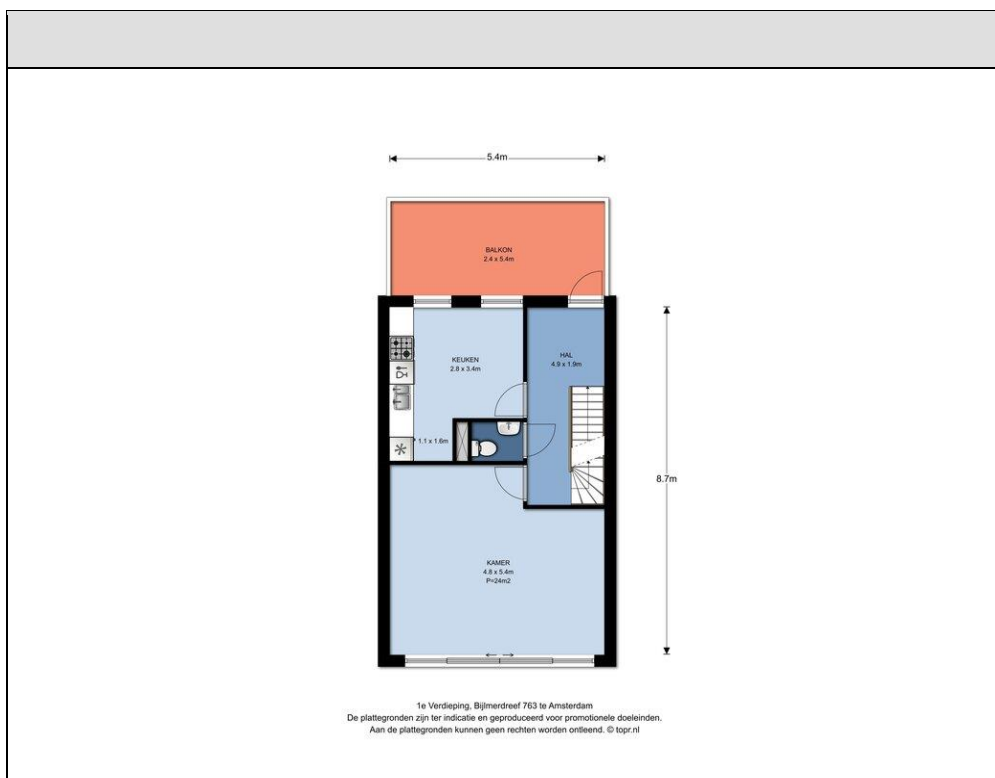 5.4m
BALKON
2.4 x 5.4m
KEUKEN
2.8 x 3.4m
HAL
4.9 x 1.9m
1.1 x 1.6m
8.7m
KAMER
4.8 x 5.4m
P=24m2
1e Verdieping, Bijlmerdreef 763 te Amsterdam
De plattegronden zijn ter indicatie en geproduceerd voor promotionele doeleinden.
Aan de plattegronden kunnen geen rechten worden ontleend. © topr.nl